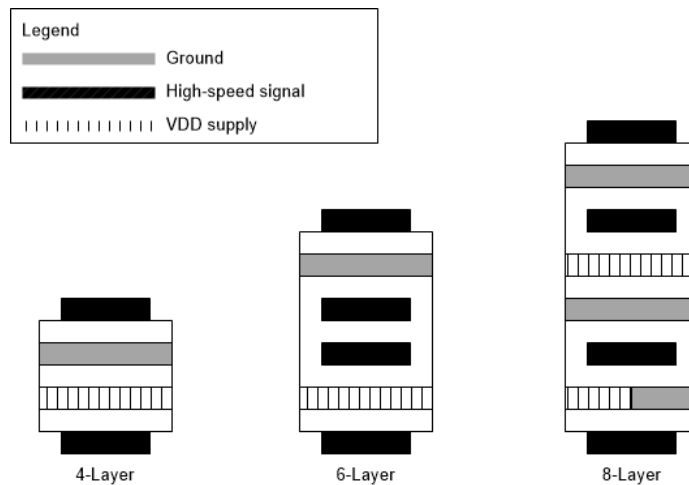 Legend
Ground
High-speed signal
VDD supply
4-Layer
6-Layer
8-Layer